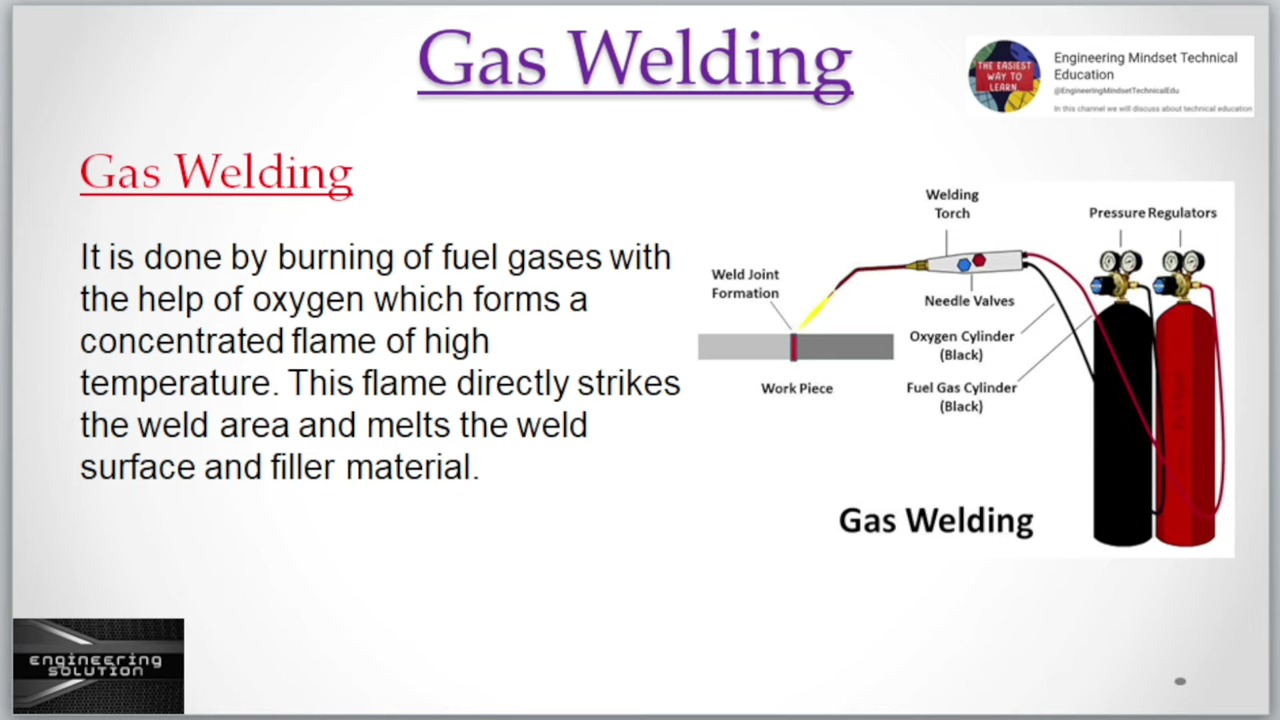 Gas Welding
THE EASIEST
WAY TO
LEARN
Engineering Mindset Technical
Education
@EngineeringMindsetTechnicalEdu
In this channel we will discuss about technical education
Gas Welding
It is done by burning of fuel gases with
the help of oxygen which forms a
concentrated flame of high
temperature. This flame directly strikes
the weld area and melts the weld
surface and filler material.
Welding
Torch
Pressure Regulators
Weld Joint
Formation
Needle Valves
Oxygen Cylinder
(Black)
Work Piece
Fuel Gas Cylinder
(Black)
Gas Welding
engineering
solution